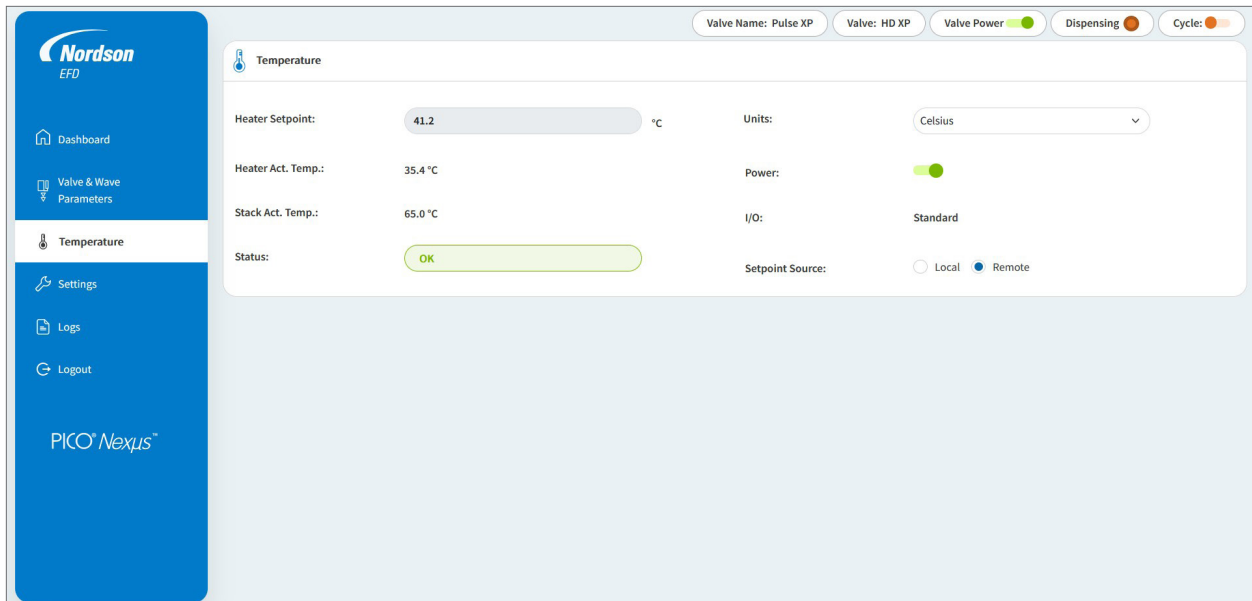 Nordson
EFD
Dashboard
Valve & Wave
Parameters
Temperature
Settings
Logs
Logout
PICO® Nexµs™
Valve Name: Pulse XP
Valve: HD XP
Valve Power
Dispensing
Cycle:
Temperature
Heater Setpoint:
41.2
°C
Units:
Celsius
Heater Act. Temp.:
35.4 °C
Power:
Stack Act. Temp.:
65.0 °C
I/O:
Standard
Status:
OK
Setpoint Source:
Local
Remote